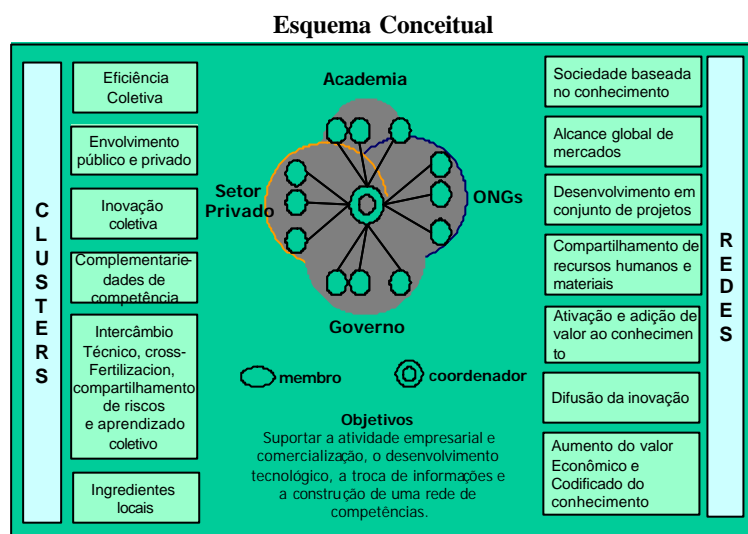 Esquema Conceitual
CLUSTERS
Eficiência
Coletiva
Envolvimento
público e privado
Inovação
coletiva
Complementarie-
dades de
competência
Intercâmbio
Técnico, cross-
Fertilizacion,
compartilhamento
de riscos
e aprendizado
coletivo
Ingredientes
locais
Academia
Setor
Privado
ONGs
Governo
membro
coordenador
Objetivos
Suportar a atividade empresarial e
comercialização, o desenvolvimento
tecnológico, a troca de informações e
a construção de uma rede de
competências.
Sociedade baseada
no conhecimento
Alcance global de
mercados
Desenvolvimento em
conjunto de projetos
Compartilhamento de
recursos humanos e
materiais
Ativação e adição de
valor ao conhecimen
to
Difusão da inovação
Aumento do valor
Econômico e
Codificado do
conhecimento
REDES